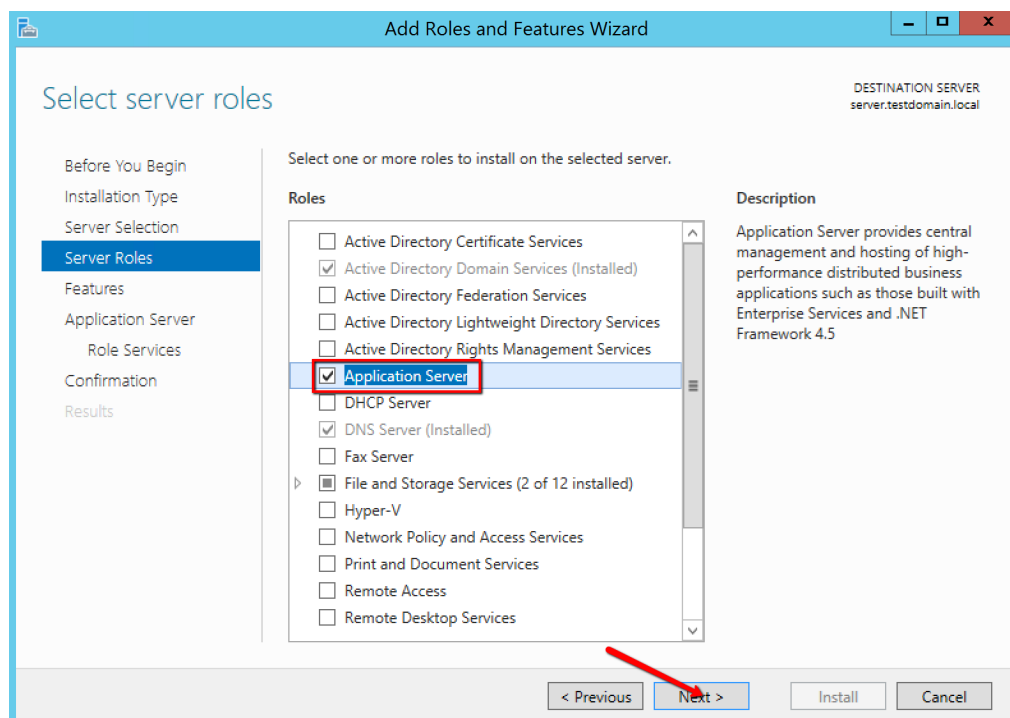 Add Roles and Features Wizard
Select server roles
DESTINATION SERVER
server.testdomain.local
Before You Begin
Installation Type
Server Selection
Server Roles
Features
Application Server
Role Services
Confirmation
Results
Select one or more roles to install on the selected server.
Roles
Active Directory Certificate Services
Active Directory Domain Services (Installed)
Active Directory Federation Services
Active Directory Lightweight Directory Services
Active Directory Rights Management Services
Application Server
DHCP Server
DNS Server (Installed)
Fax Server
File and Storage Services (2 of 12 installed)
Hyper-V
Network Policy and Access Services
Print and Document Services
Remote Access
Remote Desktop Services
Description
Application Server provides central
management and hosting of high-
performance distributed business
applications such as those built with
Enterprise Services and .NET
Framework 4.5
< Previous
Next >
Install
Cancel